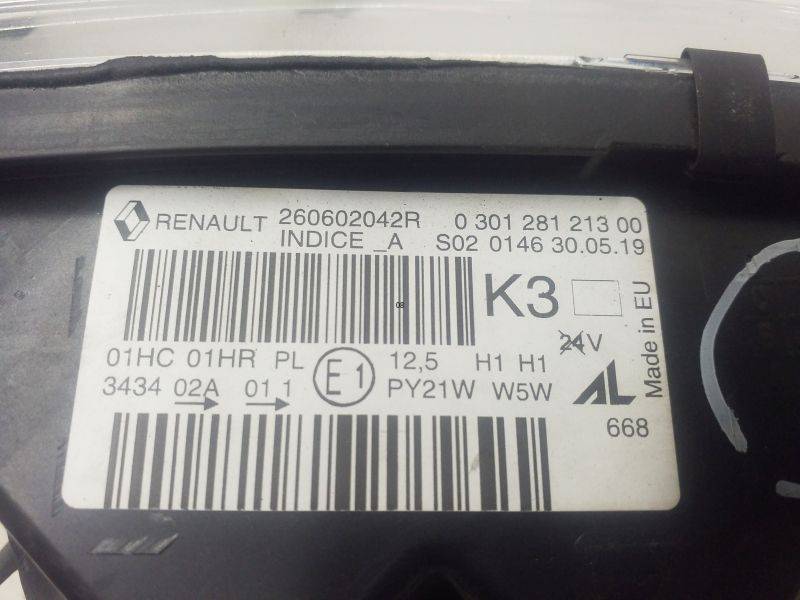 RENAULT 260602042R 0 301 281 213 00
INDICE _A S02 0146 30.05.19
08
K3
24V
Made in EU
01HC 01HR PL E1 12,5 H1 H1
3434 02A 01 1 PY21W W5W AL
668